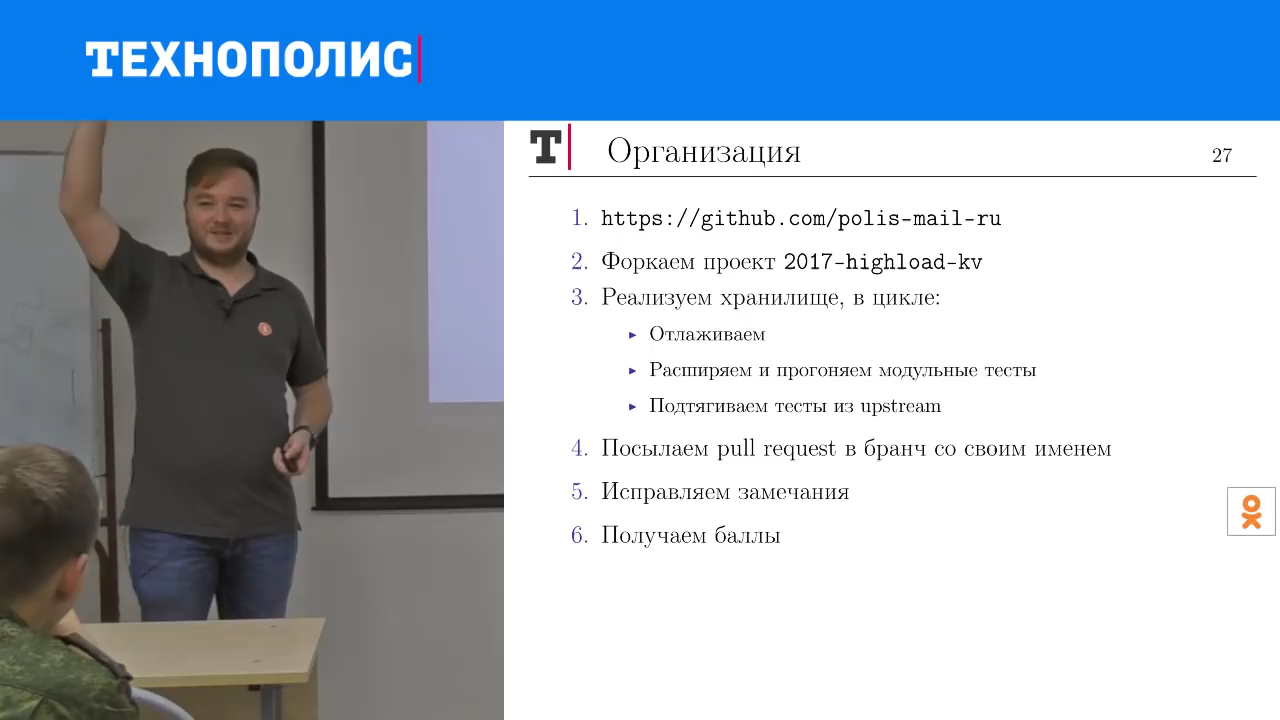 ТЕХНОПОЛИС
Т
Организация
27
1. https://github.com/polis-mail-ru
2. Форкаем проект 2017-highload-kv
3. Реализуем хранилище, в цикле:
▸ Отлаживаем
▸ Расширяем и прогоняем модульные тесты
▸ Подтягиваем тесты из upstream
4. Посылаем pull request в бранч со своим именем
5. Исправляем замечания
6. Получаем баллы